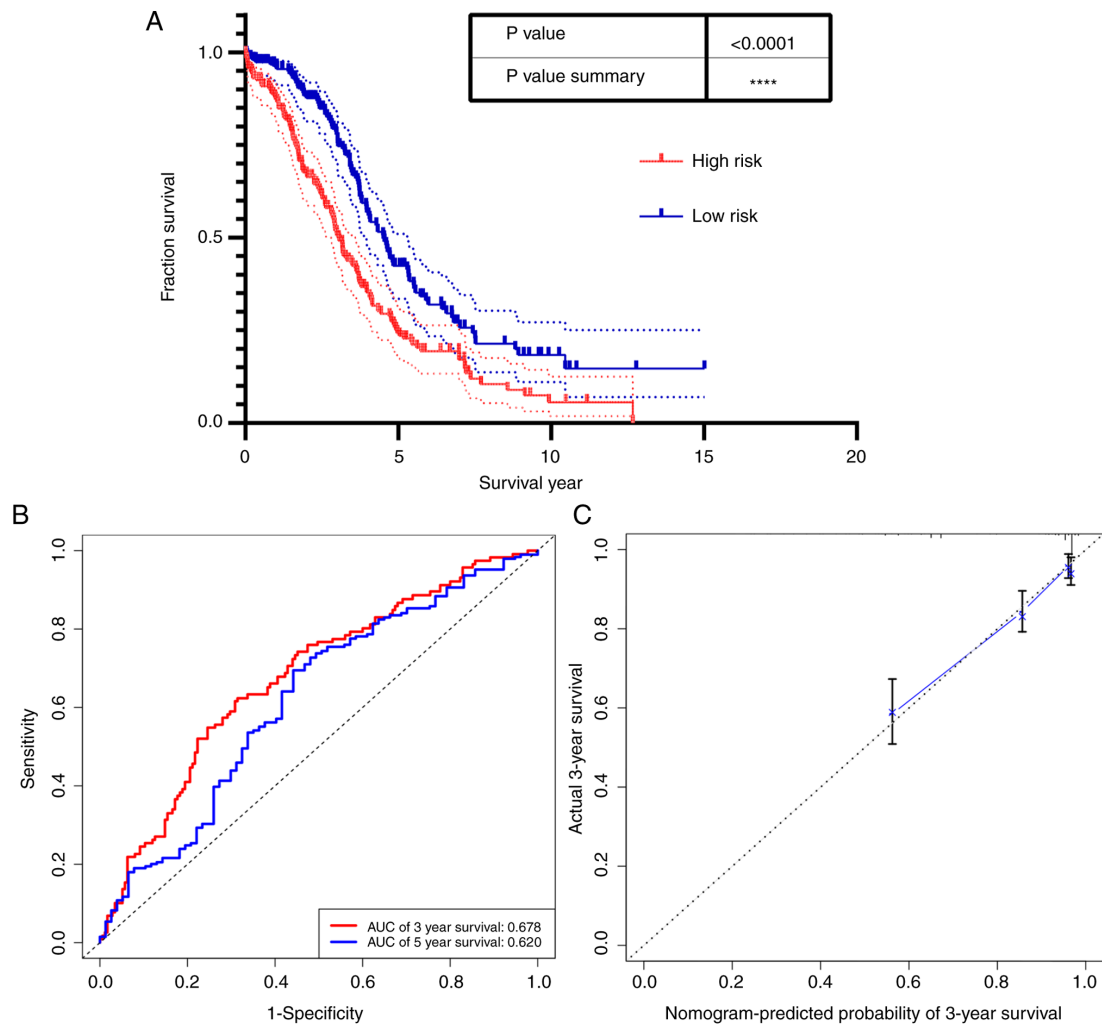 A
P value <0.0001
P value summary ****
1.0
0.5
0.0
Fraction survival
High risk
Low risk
0 5 10 15 20
Survival year
B
1.0
0.8
0.6
0.4
0.2
0.0
Sensitivity
AUC of 3 year survival: 0.678
AUC of 5 year survival: 0.620
0.0 0.2 0.4 0.6 0.8 1.0
1-Specificity
C
1.0
0.8
0.6
0.4
0.2
0.0
Actual 3-year survival
0.0 0.2 0.4 0.6 0.8 1.0
Nomogram-predicted probability of 3-year survival